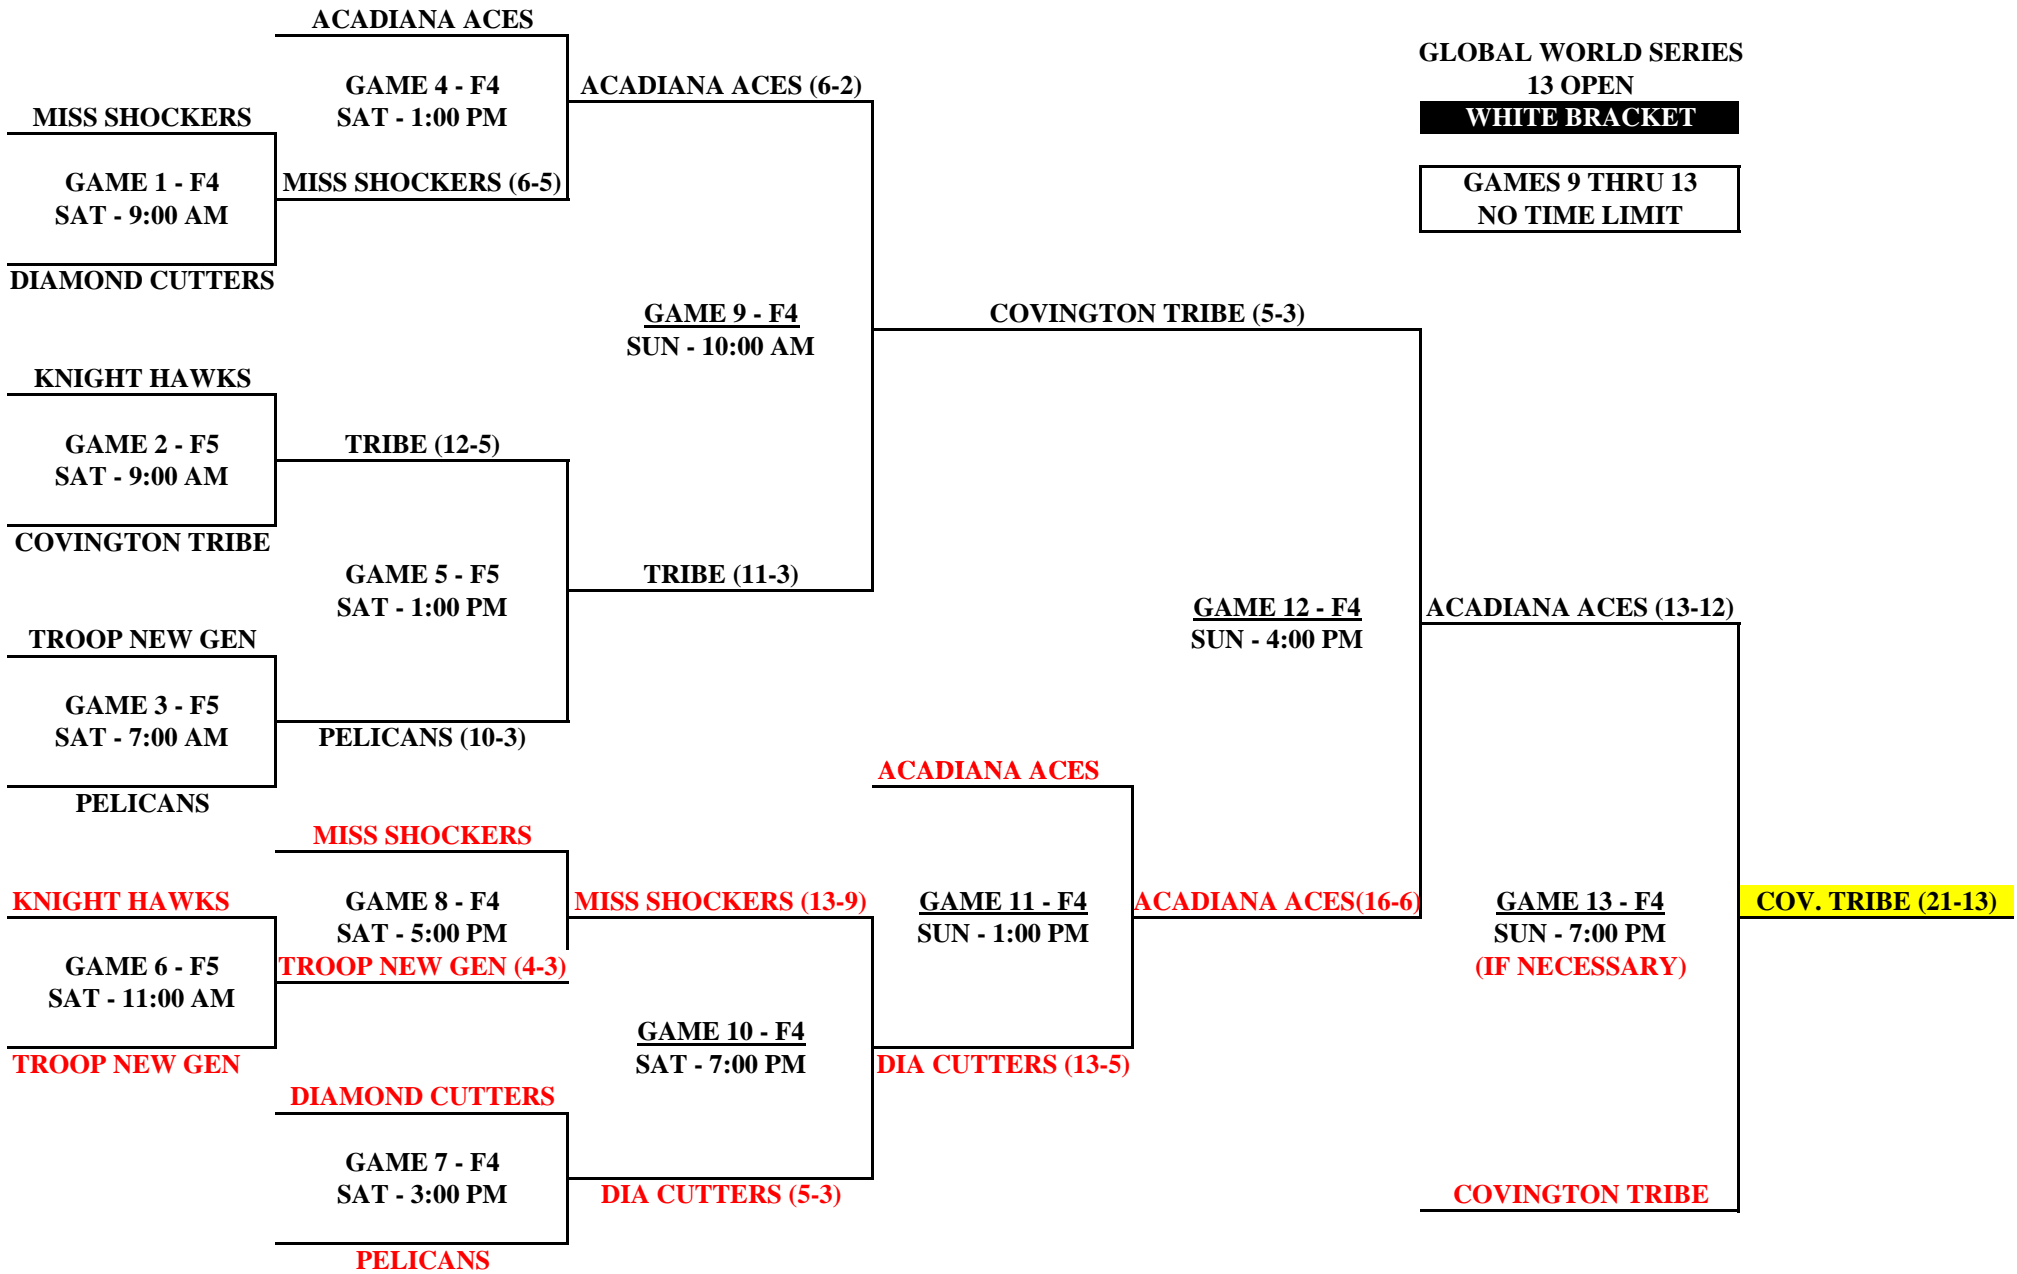 ACADIANA ACES
GLOBAL WORLD SERIES
13 OPEN
WHITE BRACKET
GAMES 9 THRU 13
NO TIME LIMIT
GAME 4 - F4
SAT - 1:00 PM
ACADIANA ACES (6-2)
MISS SHOCKERS
GAME 1 - F4
SAT - 9:00 AM
MISS SHOCKERS (6-5)
DIAMOND CUTTERS
GAME 9 - F4
SUN - 10:00 AM
COVINGTON TRIBE (5-3)
KNIGHT HAWKS
GAME 2 - F5
SAT - 9:00 AM
TRIBE (12-5)
COVINGTON TRIBE
GAME 5 - F5
SAT - 1:00 PM
TRIBE (11-3)
GAME 12 - F4
SUN - 4:00 PM
ACADIANA ACES (13-12)
TROOP NEW GEN
GAME 3 - F5
SAT - 7:00 AM
PELICANS (10-3)
PELICANS
ACADIANA ACES
MISS SHOCKERS
KNIGHT HAWKS
GAME 8 - F4
SAT - 5:00 PM
MISS SHOCKERS (13-9)
GAME 11 - F4
SUN - 1:00 PM
ACADIANA ACES(16-6)
GAME 13 - F4
SUN - 7:00 PM
(IF NECESSARY)
COV. TRIBE (21-13)
GAME 6 - F5
SAT - 11:00 AM
TROOP NEW GEN (4-3)
TROOP NEW GEN
GAME 10 - F4
SAT - 7:00 PM
DIA CUTTERS (13-5)
DIAMOND CUTTERS
GAME 7 - F4
SAT - 3:00 PM
DIA CUTTERS (5-3)
COVINGTON TRIBE
PELICANS